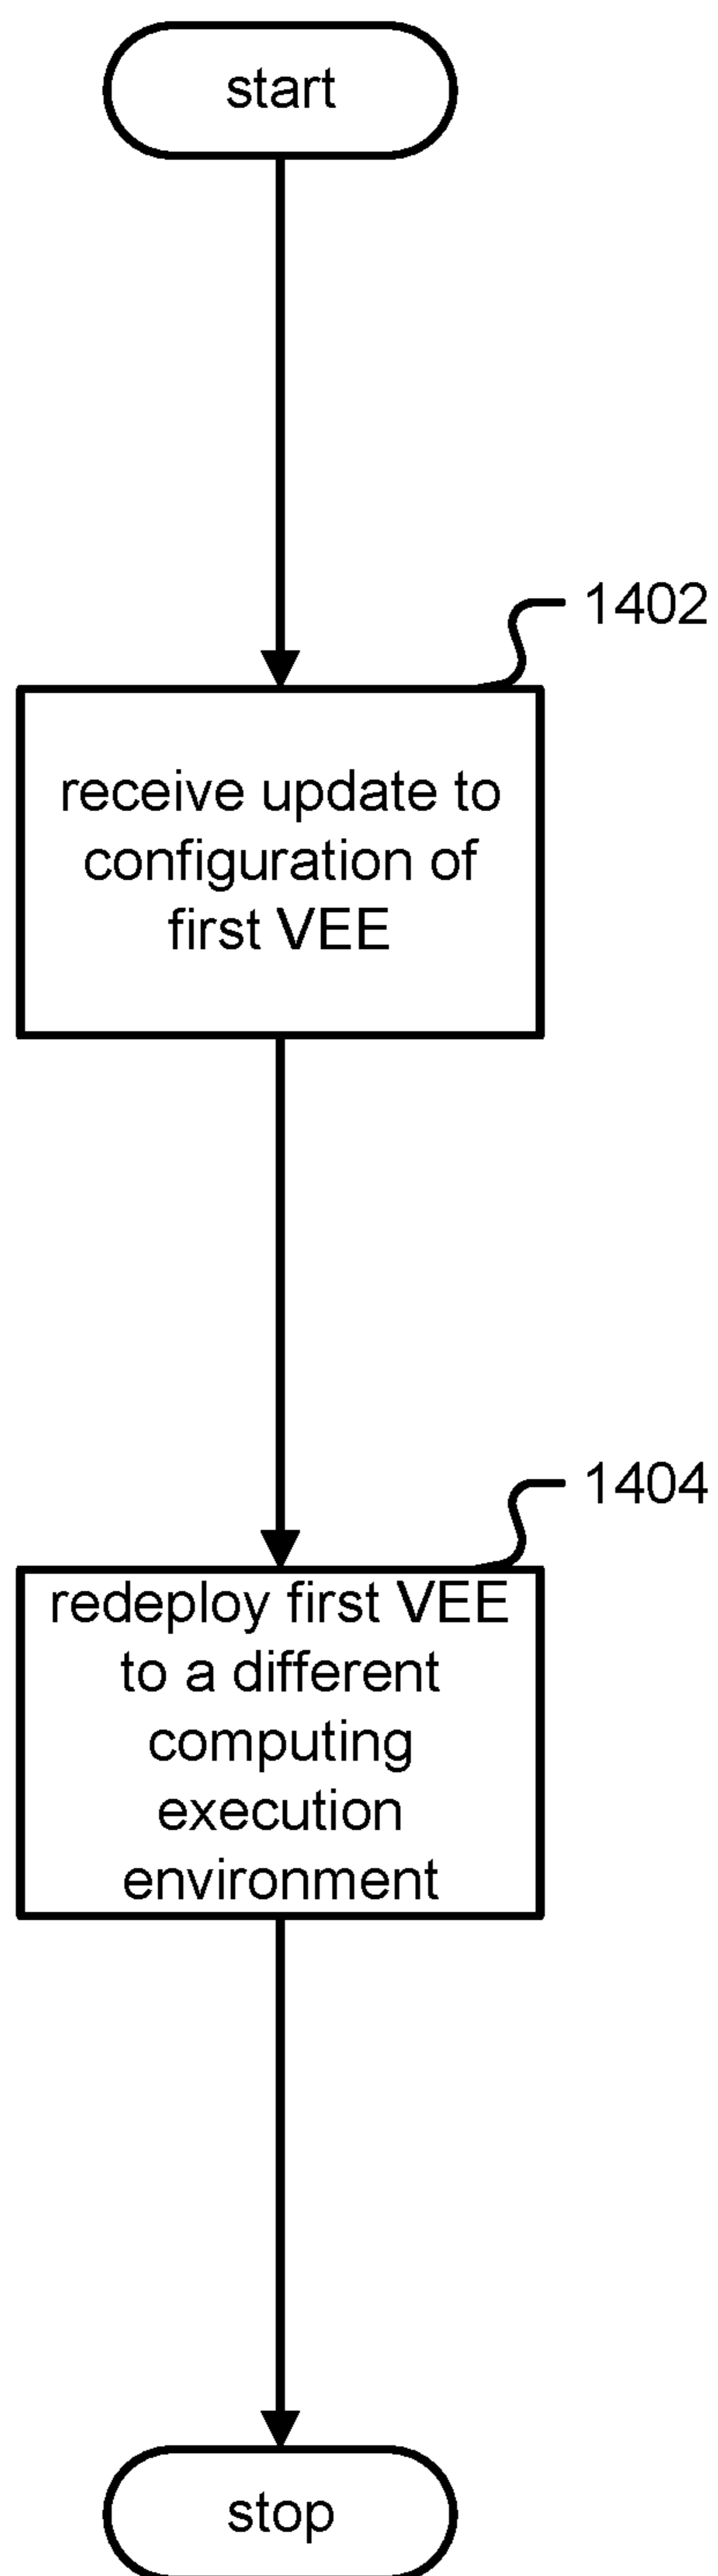 start
1402
receive update to
configuration of
first VEE
1404
redeploy first VEE
to a different
computing
execution
environment
stop